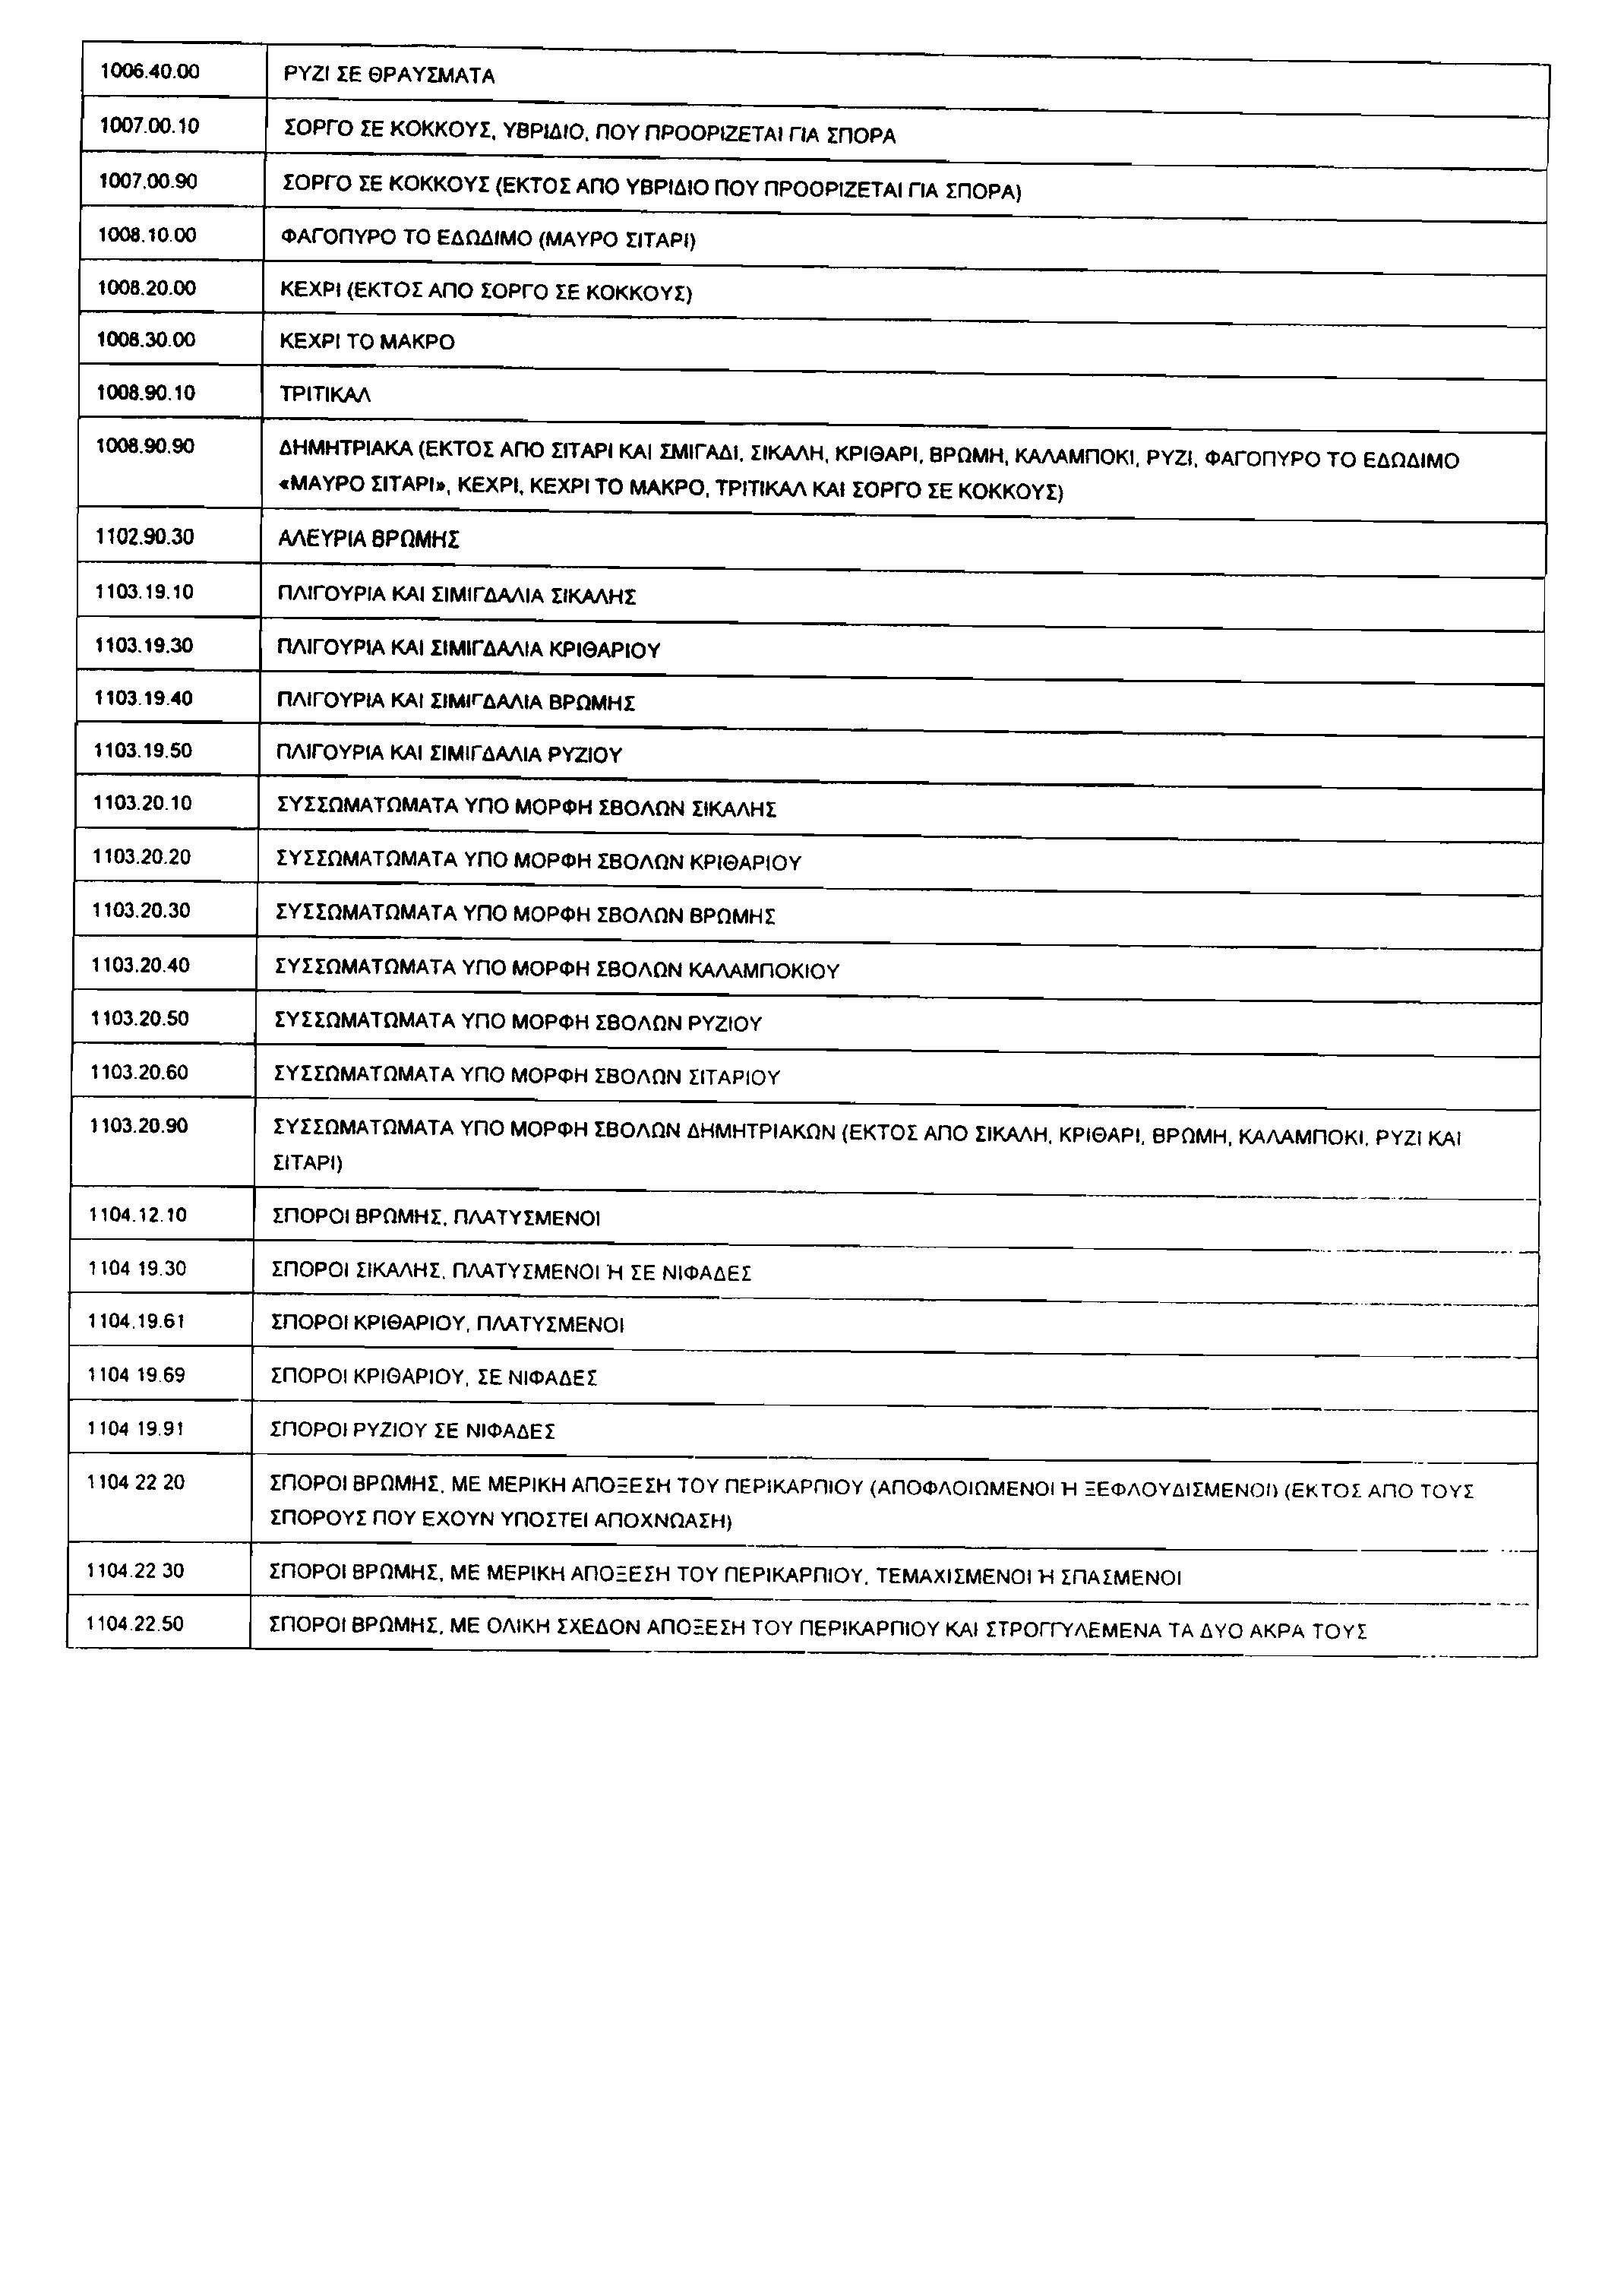 1006.40.00 ΡΥΖΙ ΣΕ ΘΡΑΥΣΜΑΤΑ
1007.00.10 ΣΟΡΓΟ ΣΕ ΚΟΚΚΟΥΣ, ΥΒΡΙΔΙΟ, ΠΟΥ ΠΡΟΟΡΙΖΕΤΑΙ ΓΙΑ ΣΠΟΡΑ
1007.00.90 ΣΟΡΓΟ ΣΕ ΚΟΚΚΟΥΣ (ΕΚΤΟΣ ΑΠΟ ΥΒΡΙΔΙΟ ΠΟΥ ΠΡΟΟΡΙΖΕΤΑΙ ΓΙΑ ΣΠΟΡΑ)
1008.10.00 ΦΑΓΟΠΥΡΟ ΤΟ ΕΔΩΔΙΜΟ (ΜΑΥΡΟ ΣΙΤΑΡΙ)
1008.20.00 ΚΕΧΡΙ (ΕΚΤΟΣ ΑΠΟ ΣΟΡΓΟ ΣΕ ΚΟΚΚΟΥΣ)
1008.30.00 ΚΕΧΡΙ ΤΟ ΜΑΚΡΟ
1008.90.10 ΤΡΙΤΙΚΑΛ
1008.90.90 ΔΗΜΗΤΡΙΑΚΑ (ΕΚΤΟΣ ΑΠΟ ΣΙΤΑΡΙ ΚΑΙ ΣΜΙΓΑΔΙ, ΣΙΚΑΛΗ, ΚΡΙΘΑΡΙ, ΒΡΩΜΗ, ΚΑΛΑΜΠΟΚΙ, ΡΥΖΙ, ΦΑΓΟΠΥΡΟ ΤΟ ΕΔΩΔΙΜΟ
«ΜΑΥΡΟ ΣΙΤΑΡΙ», ΚΕΧΡΙ, ΚΕΧΡΙ ΤΟ ΜΑΚΡΟ, ΤΡΙΤΙΚΑΛ ΚΑΙ ΣΟΡΓΟ ΣΕ ΚΟΚΚΟΥΣ)
1102.90.30 ΑΛΕΥΡΙΑ ΒΡΩΜΗΣ
1103.19.10 ΠΛΙΓΟΥΡΙΑ ΚΑΙ ΣΙΜΙΓΔΑΛΙΑ ΣΙΚΑΛΗΣ
1103.19.30 ΠΛΙΓΟΥΡΙΑ ΚΑΙ ΣΙΜΙΓΔΑΛΙΑ ΚΡΙΘΑΡΙΟΥ
1103.19.40 ΠΛΙΓΟΥΡΙΑ ΚΑΙ ΣΙΜΙΓΔΑΛΙΑ ΒΡΩΜΗΣ
1103.19.50 ΠΛΙΓΟΥΡΙΑ ΚΑΙ ΣΙΜΙΓΔΑΛΙΑ ΡΥΖΙΟΥ
1103.20.10 ΣΥΣΣΩΜΑΤΩΜΑΤΑ ΥΠΟ ΜΟΡΦΗ ΣΒΟΛΩΝ ΣΙΚΑΛΗΣ
1103.20.20 ΣΥΣΣΩΜΑΤΩΜΑΤΑ ΥΠΟ ΜΟΡΦΗ ΣΒΟΛΩΝ ΚΡΙΘΑΡΙΟΥ
1103.20.30 ΣΥΣΣΩΜΑΤΩΜΑΤΑ ΥΠΟ ΜΟΡΦΗ ΣΒΟΛΩΝ ΒΡΩΜΗΣ
1103.20.40 ΣΥΣΣΩΜΑΤΩΜΑΤΑ ΥΠΟ ΜΟΡΦΗ ΣΒΟΛΩΝ ΚΑΛΑΜΠΟΚΙΟΥ
1103.20.50 ΣΥΣΣΩΜΑΤΩΜΑΤΑ ΥΠΟ ΜΟΡΦΗ ΣΒΟΛΩΝ ΡΥΖΙΟΥ
1103.20.60 ΣΥΣΣΩΜΑΤΩΜΑΤΑ ΥΠΟ ΜΟΡΦΗ ΣΒΟΛΩΝ ΣΙΤΑΡΙΟΥ
1103.20.90 ΣΥΣΣΩΜΑΤΩΜΑΤΑ ΥΠΟ ΜΟΡΦΗ ΣΒΟΛΩΝ ΔΗΜΗΤΡΙΑΚΩΝ (ΕΚΤΟΣ ΑΠΟ ΣΙΚΑΛΗ, ΚΡΙΘΑΡΙ, ΒΡΩΜΗ, ΚΑΛΑΜΠΟΚΙ, ΡΥΖΙ ΚΑΙ
ΣΙΤΑΡΙ)
1104.12.10 ΣΠΟΡΟΙ ΒΡΩΜΗΣ, ΠΛΑΤΥΣΜΕΝΟΙ
1104 19.30 ΣΠΟΡΟΙ ΣΙΚΑΛΗΣ, ΠΛΑΤΥΣΜΕΝΟΙ Ή ΣΕ ΝΙΦΑΔΕΣ
1104.19.61 ΣΠΟΡΟΙ ΚΡΙΘΑΡΙΟΥ, ΠΛΑΤΥΣΜΕΝΟΙ
1104 19.69 ΣΠΟΡΟΙ ΚΡΙΘΑΡΙΟΥ, ΣΕ ΝΙΦΑΔΕΣ
1104 19.91 ΣΠΟΡΟΙ ΡΥΖΙΟΥ ΣΕ ΝΙΦΑΔΕΣ
1104 22 20 ΣΠΟΡΟΙ ΒΡΩΜΗΣ, ΜΕ ΜΕΡΙΚΗ ΑΠΟΞΕΣΗ ΤΟΥ ΠΕΡΙΚΑΡΠΙΟΥ (ΑΠΟΦΛΟΙΩΜΕΝΟΙ Ή ΞΕΦΛΟΥΔΙΣΜΕΝΟΙ) (ΕΚΤΟΣ ΑΠΟ ΤΟΥΣ
ΣΠΟΡΟΥΣ ΠΟΥ ΕΧΟΥΝ ΥΠΟΣΤΕΙ ΑΠΟΧΝΩΑΣΗ)
1104.22 30 ΣΠΟΡΟΙ ΒΡΩΜΗΣ, ΜΕ ΜΕΡΙΚΗ ΑΠΟΞΕΣΗ ΤΟΥ ΠΕΡΙΚΑΡΠΙΟΥ, ΤΕΜΑΧΙΣΜΕΝΟΙ Ή ΣΠΑΣΜΕΝΟΙ
1104.22.50 ΣΠΟΡΟΙ ΒΡΩΜΗΣ, ΜΕ ΟΛΙΚΗ ΣΧΕΔΟΝ ΑΠΟΞΕΣΗ ΤΟΥ ΠΕΡΙΚΑΡΠΙΟΥ ΚΑΙ ΣΤΡΟΓΓΥΛΕΜΕΝΑ ΤΑ ΔΥΟ ΑΚΡΑ ΤΟΥΣ